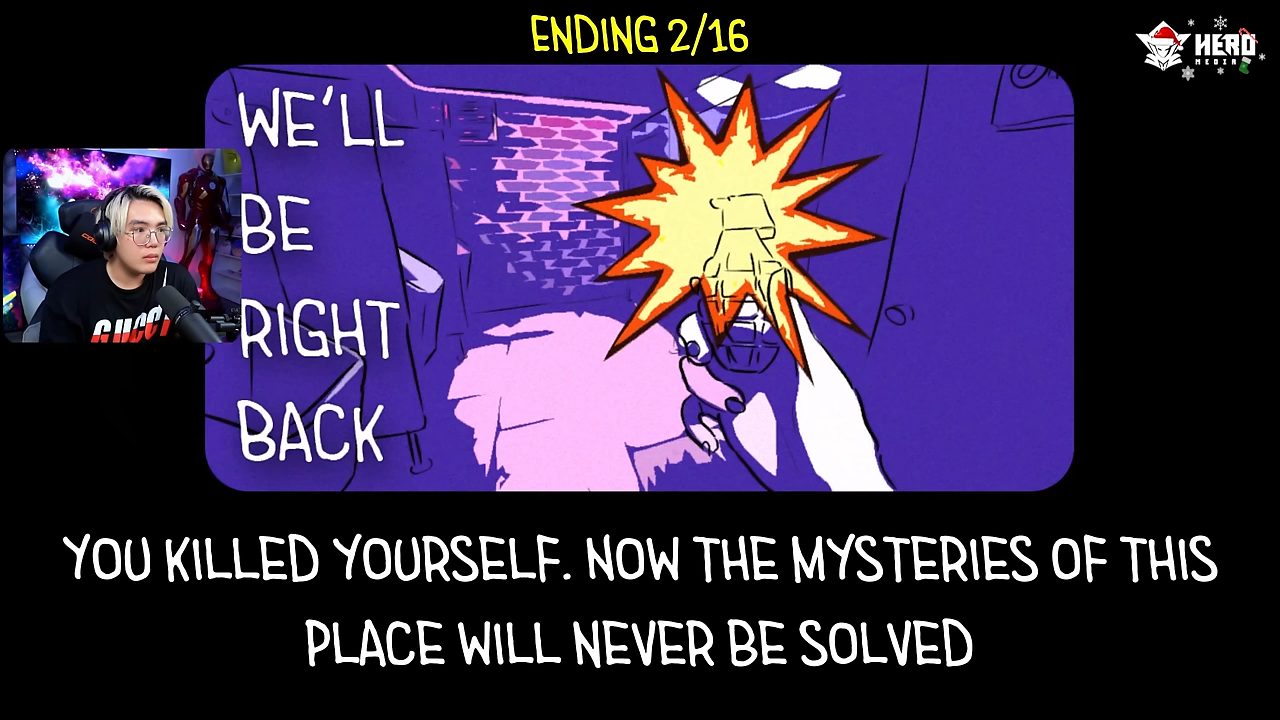 ENDING 2/16
HERO
MEDIA
WE'LL
BE
RIGHT
BACK
GUCCI
YOU KILLED YOURSELF. NOW THE MYSTERIES OF THIS
PLACE WILL NEVER BE SOLVED